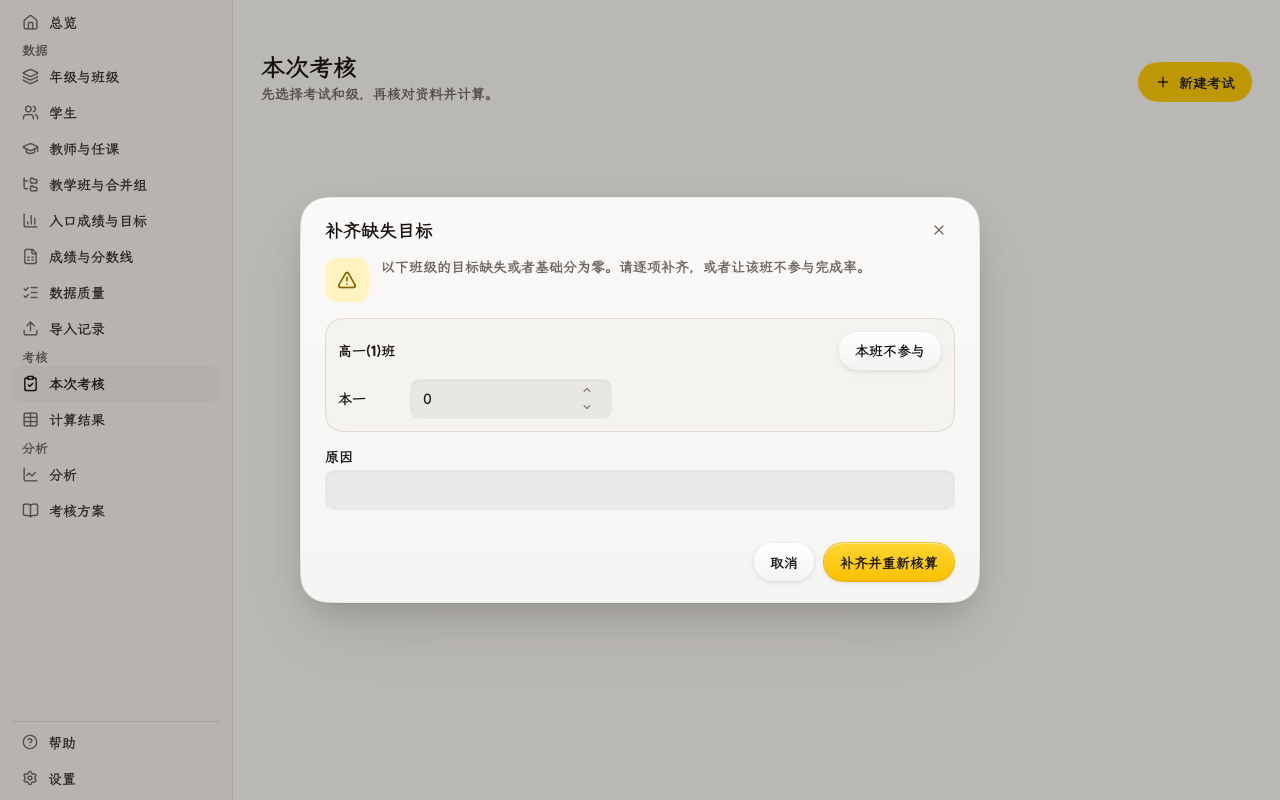 总览
数据
年级与班级
学生
教师与任课
教学班与合并组
入口成绩与目标
成绩与分数线
数据质量
导入记录
考核
本次考核
计算结果
分析
分析
考核方案
帮助
设置
本次考核
先选择考试和级，再核对资料并计算。
新建考试
补齐缺失目标
以下班级的目标缺失或者基础分为零。请逐项补齐，或者让该班不参与完成率。
高一(1)班
本班不参与
本一
0
原因
取消
补齐并重新核算